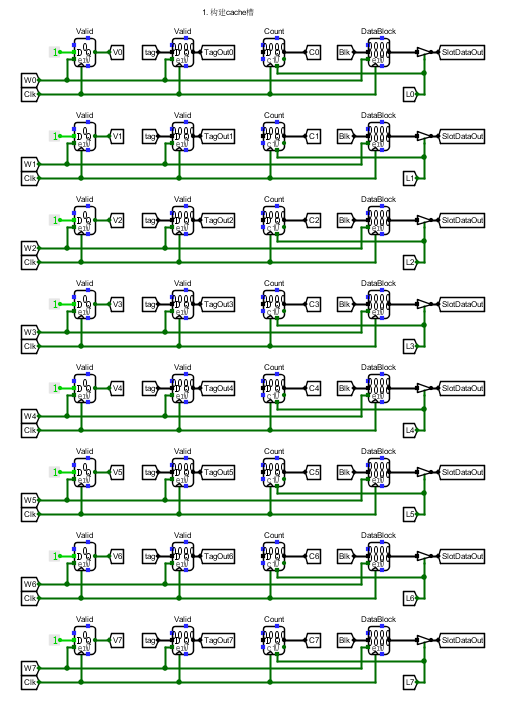 1. 构建cache槽
Valid Count DataBlock
1 D Q V0 tag D Q TagOut0 C0 Blk D Q SlotDataOut
W0
Clk L0
Valid Valid Count DataBlock
1 D Q V1 tag D Q TagOut1 C1 Blk D Q SlotDataOut
W1
Clk L1
Valid Valid Count DataBlock
1 D Q V2 tag D Q TagOut2 C2 Blk D Q SlotDataOut
W2
Clk L2
Valid Valid Count DataBlock
1 D Q V3 tag D Q TagOut3 C3 Blk D Q SlotDataOut
W3
Clk L3
Valid Valid Count DataBlock
1 D Q V4 tag D Q TagOut4 C4 Blk D Q SlotDataOut
W4
Clk L4
Valid Valid Count DataBlock
1 D Q V5 tag D Q TagOut5 C5 Blk D Q SlotDataOut
W5
Clk L5
Valid Valid Count DataBlock
1 D Q V6 tag D Q TagOut6 C6 Blk D Q SlotDataOut
W6
Clk L6
Valid Valid Count DataBlock
1 D Q V7 tag D Q TagOut7 C7 Blk D Q SlotDataOut
W7
Clk L7